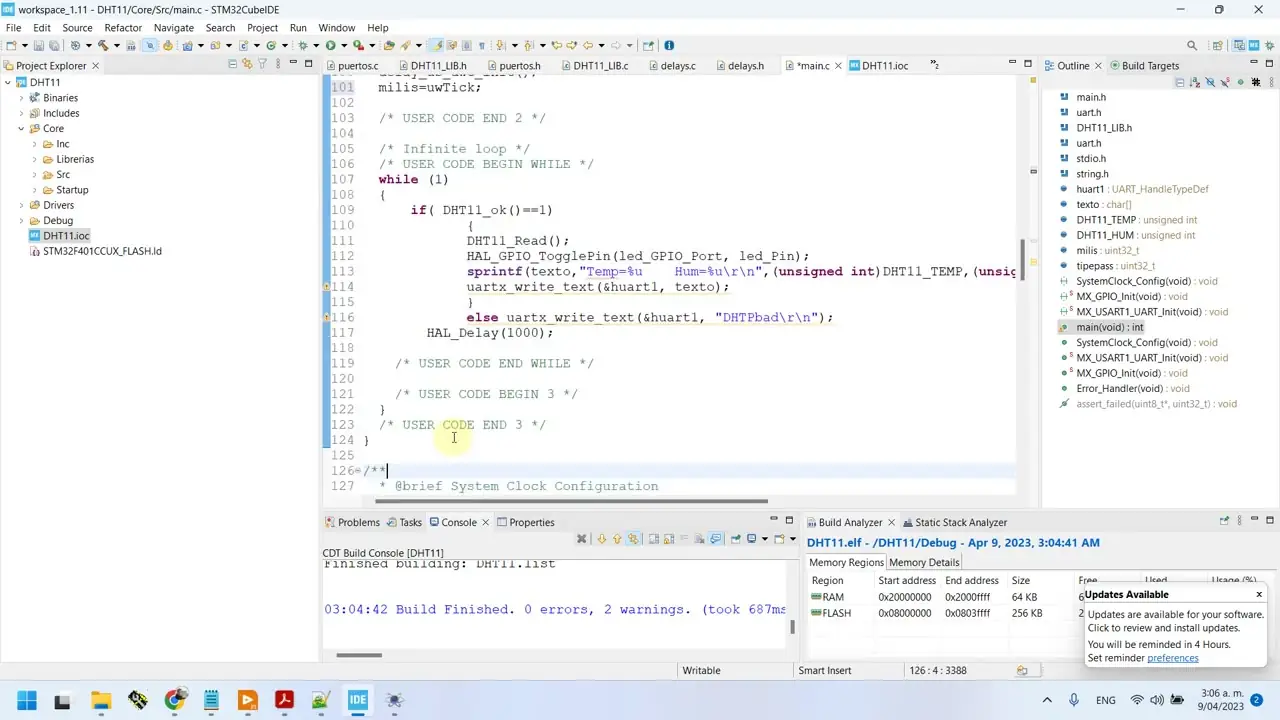 workspace_1.11 - DHT11/Core/Src/main.c - STM32CubeIDE
File Edit Source Refactor Navigate Search Project Run Window Help
Project Explorer
DHT11
Binaries
Includes
Core
Inc
Librerias
Src
Startup
Drivers
Debug
DHT11.ioc
STM32F401CCUX_FLASH.ld
puertos.c DHT11_LIB.h puertos.h DHT11_LIB.c delays.c delays.h *main.c DHT11.ioc
101 milis=uwTick;
102
103 /* USER CODE END 2 */
104
105 /* Infinite loop */
106 /* USER CODE BEGIN WHILE */
107 while (1)
108 {
109 if( DHT11_ok()==1)
110 {
111 DHT11_Read();
112 HAL_GPIO_TogglePin(led_GPIO_Port, led_Pin);
113 sprintf(texto,"Temp=%u Hum=%u\r\n",(unsigned int)DHT11_TEMP,(unsig
114 uartx_write_text(&huart1, texto);
115 }
116 else uartx_write_text(&huart1, "DHTPbad\r\n");
117 HAL_Delay(1000);
118
119 /* USER CODE END WHILE */
120
121 /* USER CODE BEGIN 3 */
122 }
123 /* USER CODE END 3 */
124 }
125
126 /**
127 * @brief System Clock Configuration
Outline Build Targets
main.h
uart.h
DHT11_LIB.h
uart.h
stdio.h
string.h
huart1 : UART_HandleTypeDef
texto : char[]
DHT11_TEMP : unsigned int
DHT11_HUM : unsigned int
milis : uint32_t
tipepass : uint32_t
SystemClock_Config(void) : void
MX_GPIO_Init(void) : void
MX_USART1_UART_Init(void) : void
main(void) : int
SystemClock_Config(void) : void
MX_USART1_UART_Init(void) : void
MX_GPIO_Init(void) : void
Error_Handler(void) : void
assert_failed(uint8_t*, uint32_t) : void
Problems Tasks Console Properties
CDT Build Console [DHT11]
Finished building: DHT11.list
03:04:42 Build Finished. 0 errors, 2 warnings. (took 687ms
Build Analyzer Static Stack Analyzer
DHT11.elf - /DHT11/Debug - Apr 9, 2023, 3:04:41 AM
Memory Regions Memory Details
Region Start address End address Size Free Used Usage (%)
RAM 0x20000000 0x2000ffff 64 KB
FLASH 0x08000000 0x0803ffff 256 KB
Updates Available
Updates are available for your software.
Click to review and install updates.
You will be reminded in 4 Hours.
Set reminder preferences
Writable Smart Insert 126 : 4 : 3388
IDE
ENG
3:06 a. m.
9/04/2023
2